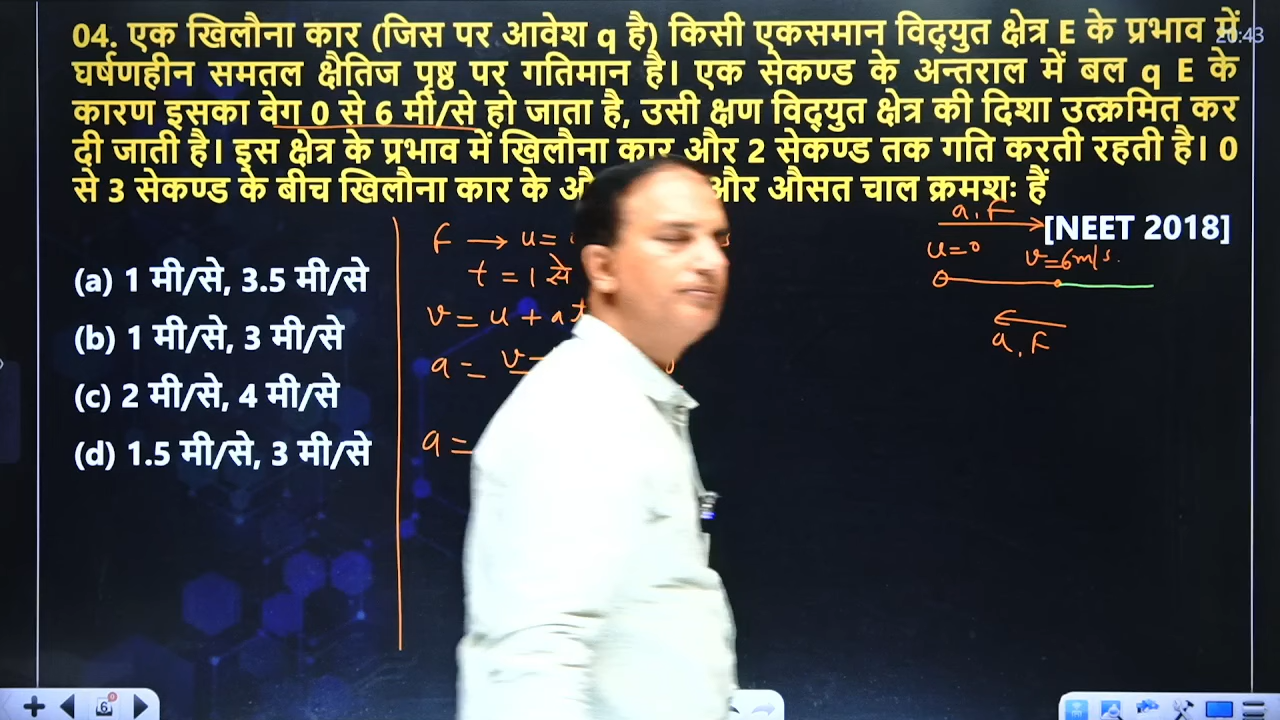 20:43
04. एक खिलौना कार (जिस पर आवेश q है) किसी एकसमान विद्युत क्षेत्र E के प्रभाव में
घर्षणहीन समतल क्षैतिज पृष्ठ पर गतिमान है। एक सेकण्ड के अन्तराल में बल q E के
कारण इसका वेग 0 से 6 मी/से हो जाता है, उसी क्षण विद्युत क्षेत्र की दिशा उत्क्रमित कर
दी जाती है। इस क्षेत्र के प्रभाव में खिलौना कार और 2 सेकण्ड तक गति करती रहती है। 0
से 3 सेकण्ड के बीच खिलौना कार के और औसत चाल क्रमशः हैं
[NEET 2018]
(a) 1 मी/से, 3.5 मी/से
(b) 1 मी/से, 3 मी/से
(c) 2 मी/से, 4 मी/से
(d) 1.5 मी/से, 3 मी/से
F → u =
t = 1 से
v = u + at
a =
a =
a, F
u=0 v=6m/s.
a, F
6